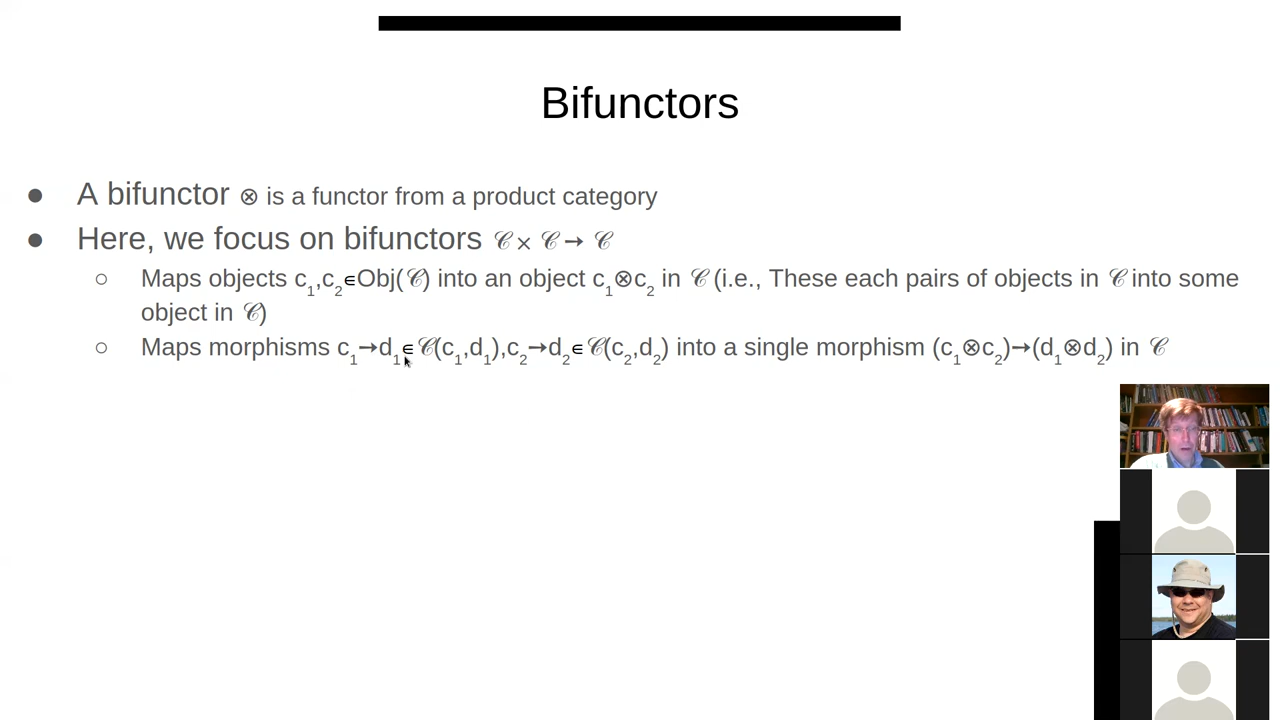 Bifunctors
● A bifunctor ⊗ is a functor from a product category
● Here, we focus on bifunctors 𝒞 × 𝒞 → 𝒞
○ Maps objects c₁,c₂∊Obj(𝒞) into an object c₁⊗c₂ in 𝒞 (i.e., These each pairs of objects in 𝒞 into some
object in 𝒞)
○ Maps morphisms c₁→d₁∊𝒞(c₁,d₁),c₂→d₂∊𝒞(c₂,d₂) into a single morphism (c₁⊗c₂)→(d₁⊗d₂) in 𝒞